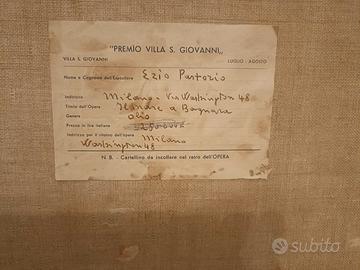 "PREMIO VILLA S. GIOVANNI„
VILLA S. GIOVANNI LUGLIO - AGOSTO
Nome e Cognome dell'Espositore Ezio Pastorio
Indirizzo Milano - Via Washington 48
Titolo dell'Opera a Bagnara
Genere Olio
Prezzo in lire italiane
Indirizzo per il ritorno dell'opera Milano
Washington 48
N. B. - Cartellino da incollare nel retro dell'OPERA
subito